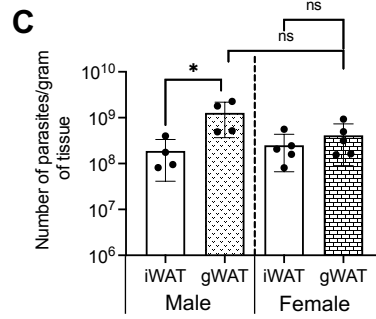 C
ns
ns
*
Number of parasites/gram
of tissue
10¹⁰
10⁹
10⁸
10⁷
10⁶
iWAT gWAT iWAT gWAT
Male Female